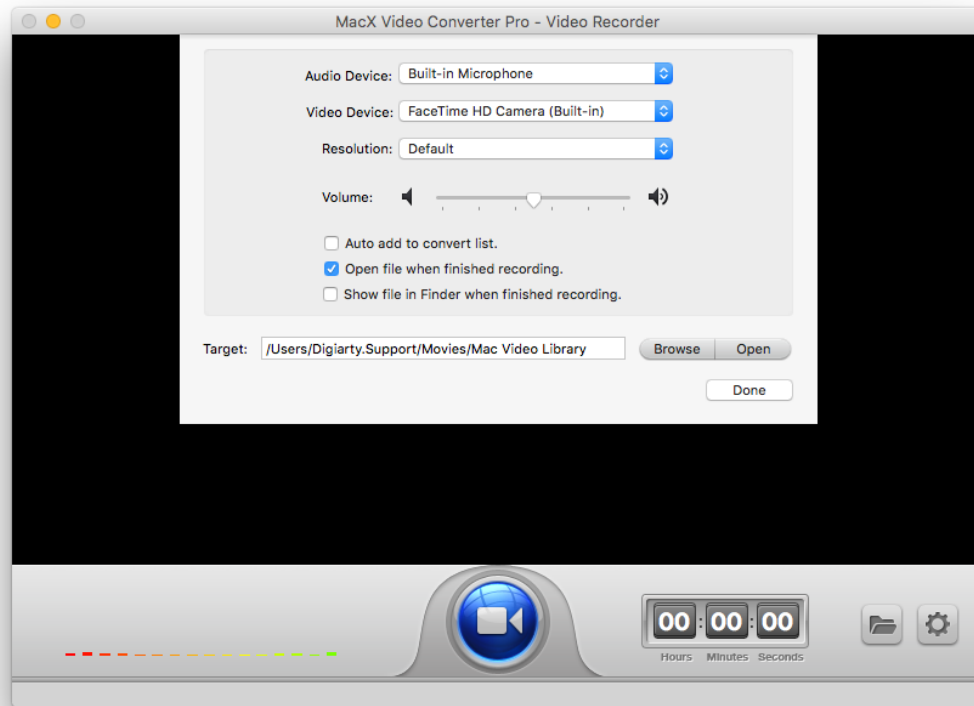 MacX Video Converter Pro - Video Recorder
Audio Device: Built-in Microphone
Video Device: FaceTime HD Camera (Built-in)
Resolution: Default
Volume:
Auto add to convert list.
Open file when finished recording.
Show file in Finder when finished recording.
Target: /Users/Digiarty.Support/Movies/Mac Video Library Browse Open
Done
00:00:00
Hours Minutes Seconds